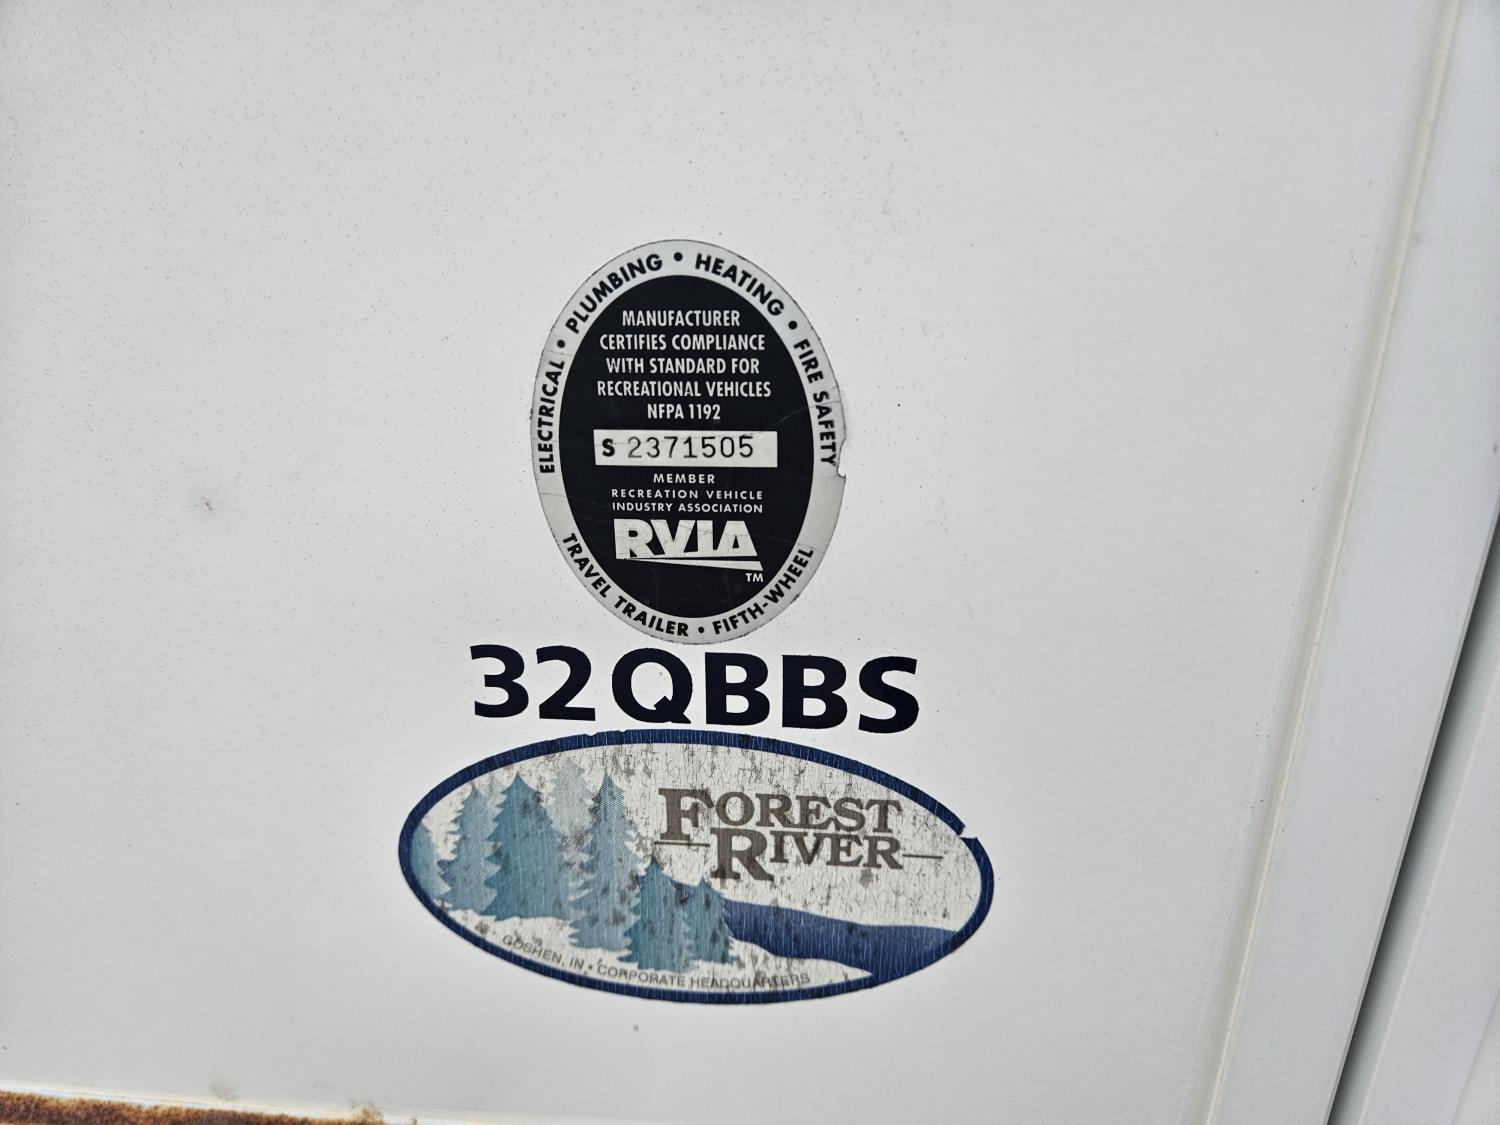 ELECTRICAL • PLUMBING • HEATING • FIRE SAFETY
MANUFACTURER
CERTIFIES COMPLIANCE
WITH STANDARD FOR
RECREATIONAL VEHICLES
NFPA 1192
S 2371505
MEMBER
RECREATION VEHICLE
INDUSTRY ASSOCIATION
RVIA
TM
TRAVEL TRAILER • FIFTH-WHEEL
32QBBS
FOREST
RIVER
GOSHEN, IN • CORPORATE HEADQUARTERS